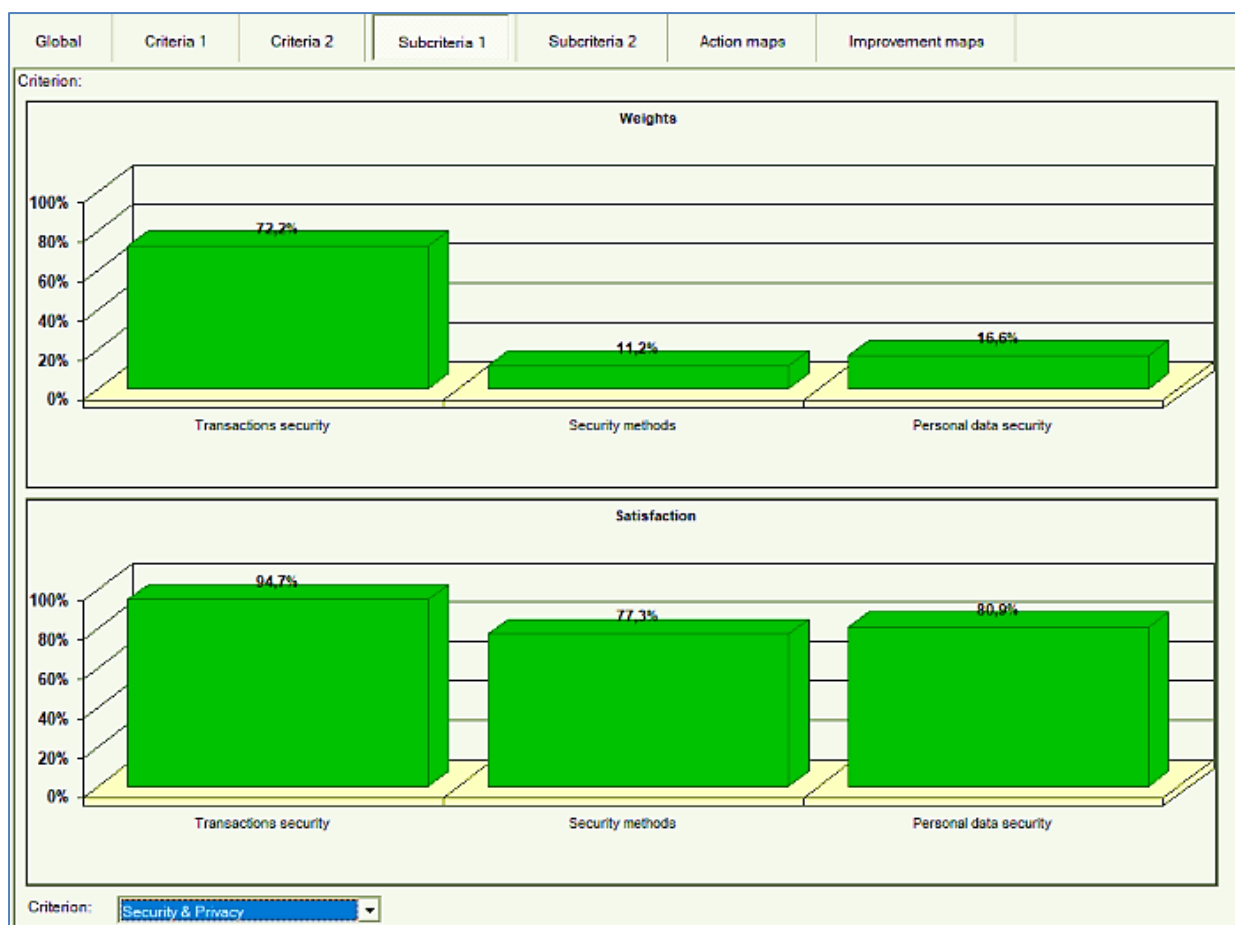 Global Criteria 1 Criteria 2 Subcriteria 1 Subcriteria 2 Action maps Improvement maps
Criterion:
Weights
100%
80%
60%
40%
20%
0%
72,2%
11,2%
16,6%
Transactions security Security methods Personal data security
Satisfaction
100%
80%
60%
40%
20%
0%
94,7%
77,3%
80,9%
Transactions security Security methods Personal data security
Criterion: Security & Privacy